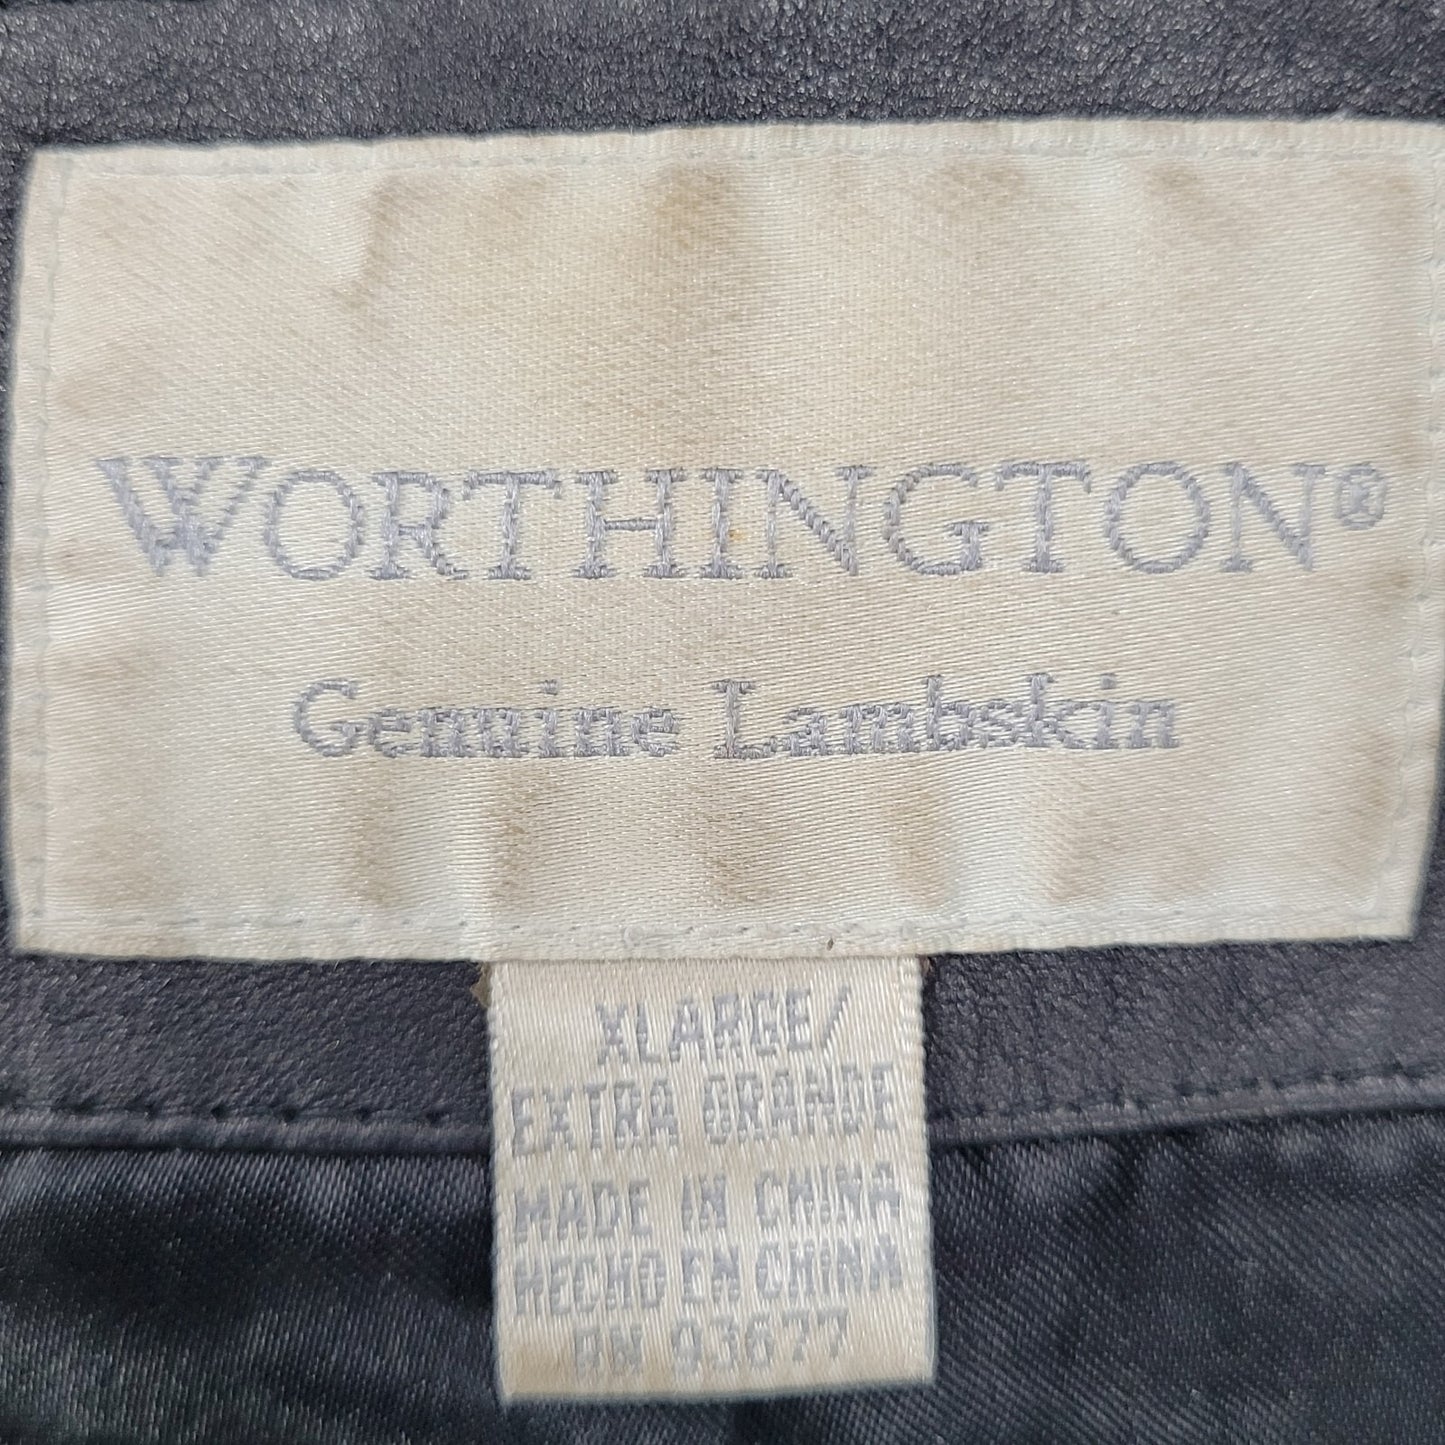 WORTHINGTON®
Genuine Lambskin
XLARGE/
EXTRA GRANDE
MADE IN CHINA
HECHO EN CHINA
RN 93677